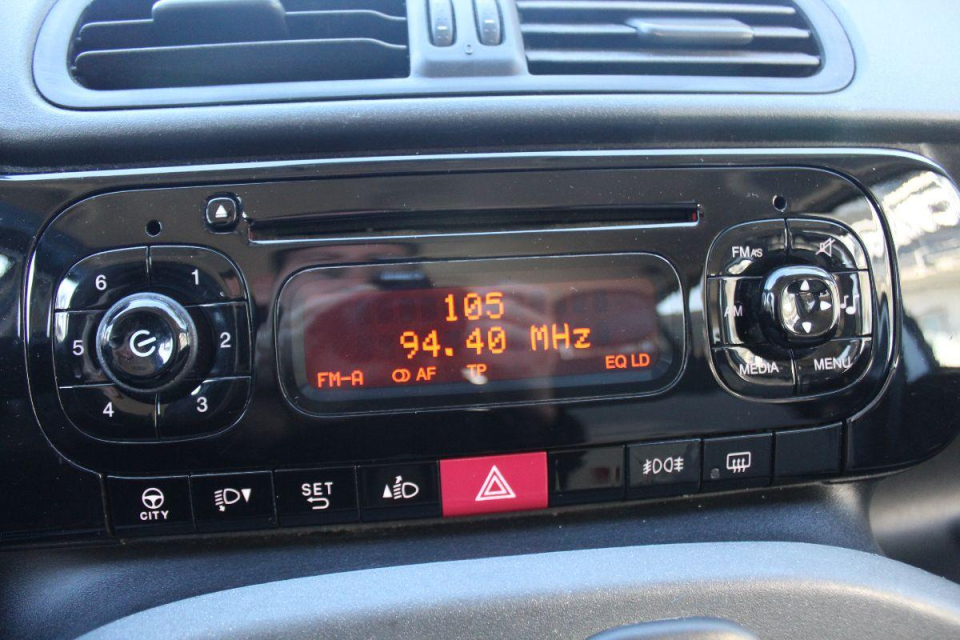 6 1
5 2
4 3
105
94.40 MHz
FM-A AF TP EQ LD
FM A/S
AM
MEDIA MENU
CITY
SET